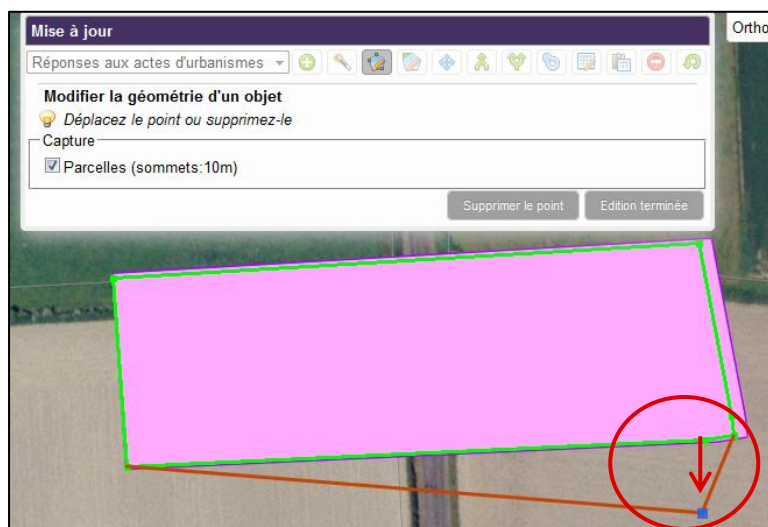 Mise à jour
Ortho
Réponses aux actes d'urbanismes
Modifier la géométrie d'un objet
Déplacez le point ou supprimez-le
Capture
Parcelles (sommets:10m)
Supprimer le point
Edition terminée